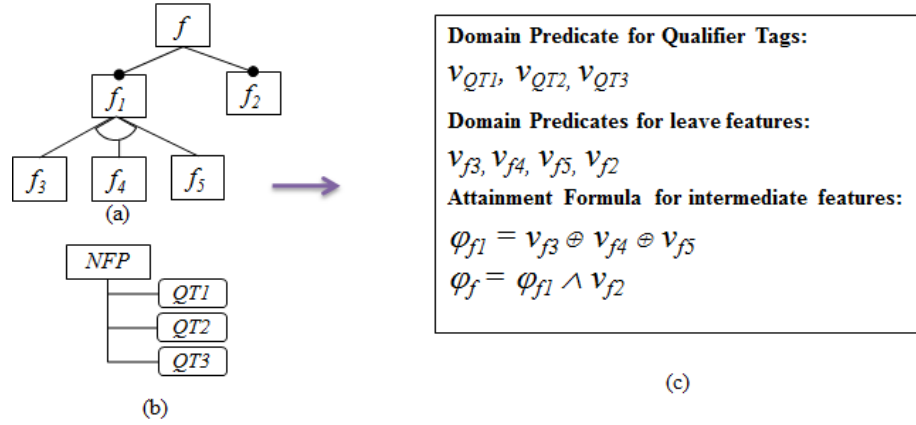 f
f1
f2
f3
f4
f5
(a)
NFP
QT1
QT2
QT3
(b)
Domain Predicate for Qualifier Tags:
vQT1, vQT2, vQT3
Domain Predicates for leave features:
vf3, vf4, vf5, vf2
Attainment Formula for intermediate features:
φf1 = vf3 ⊕ vf4 ⊕ vf5
φf = φf1 ∧ vf2
(c)